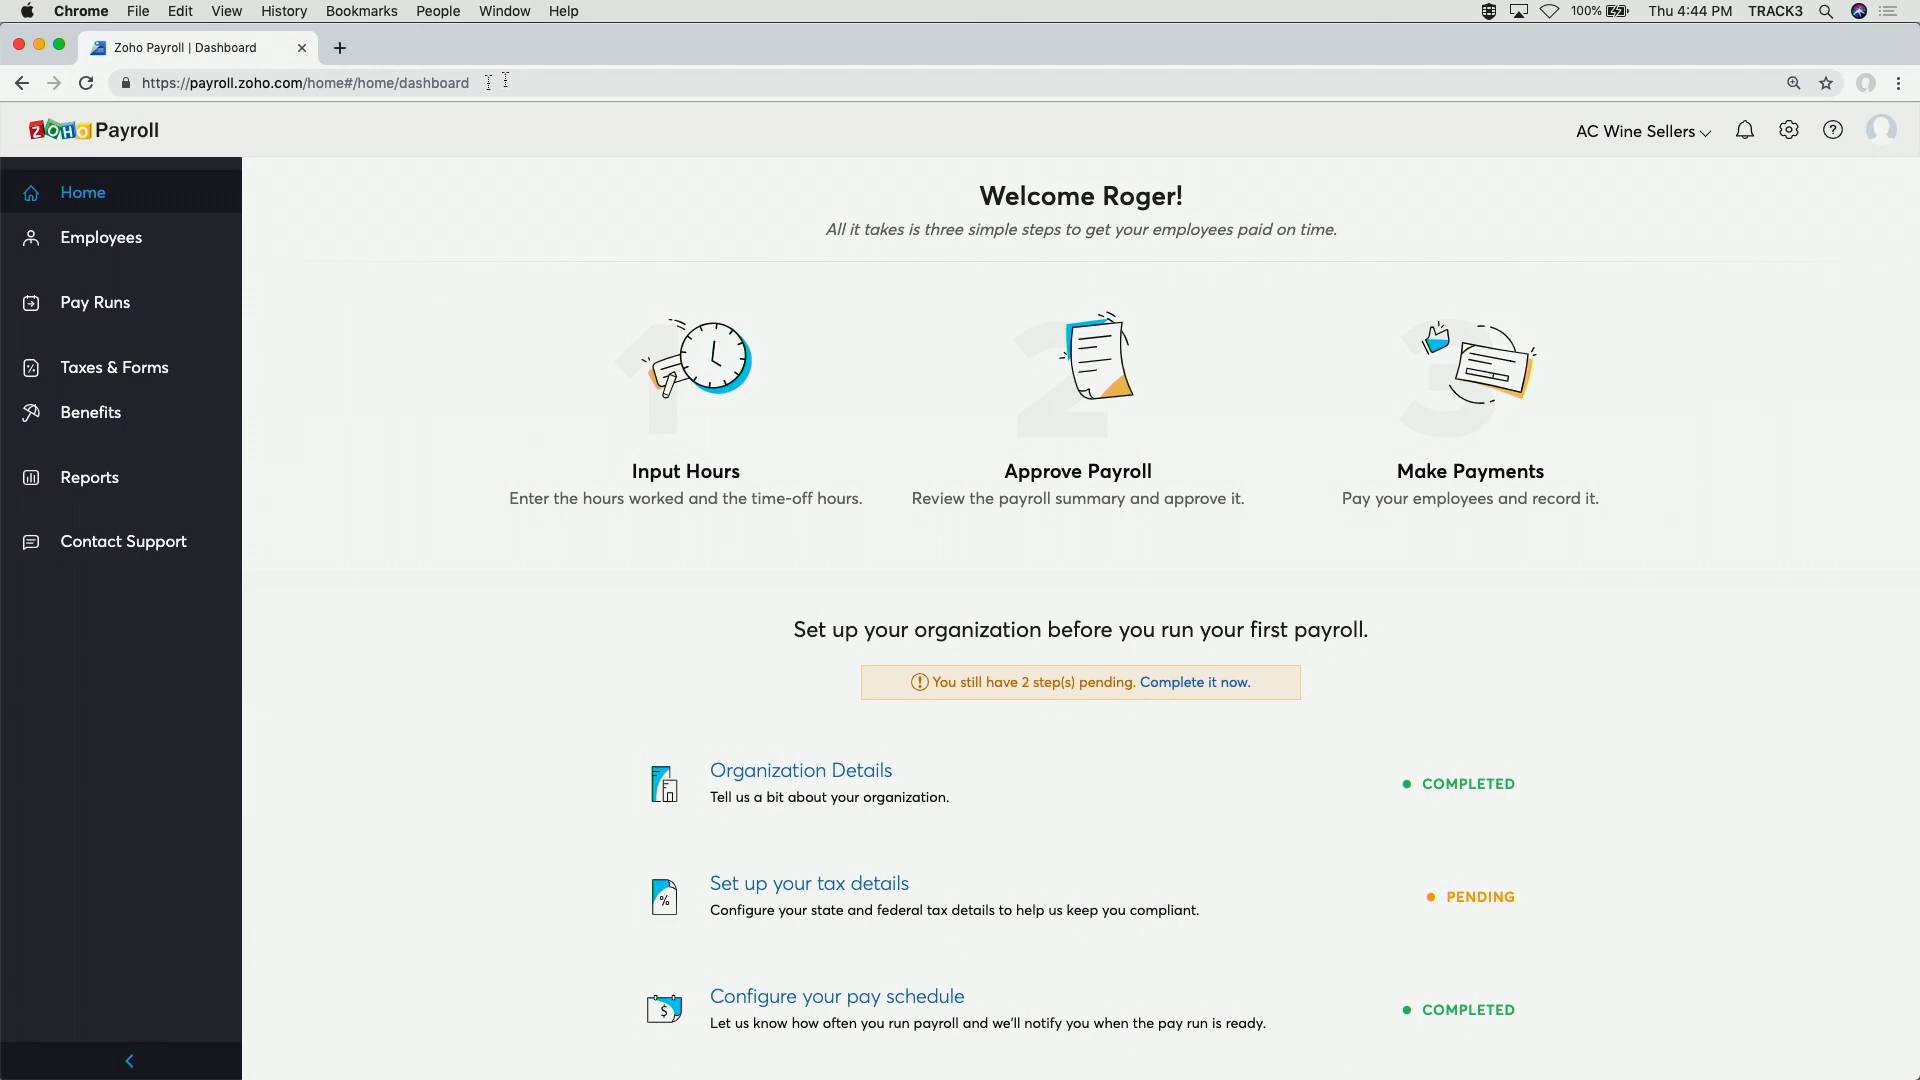 Chrome File Edit View History Bookmarks People Window Help 100% Thu 4:44 PM TRACK3
Zoho Payroll | Dashboard
https://payroll.zoho.com/home#/home/dashboard
ZOHO Payroll
AC Wine Sellers
Home
Employees
Pay Runs
Taxes & Forms
Benefits
Reports
Contact Support
Welcome Roger!
All it takes is three simple steps to get your employees paid on time.
1 2 3
Input Hours
Enter the hours worked and the time-off hours.
Approve Payroll
Review the payroll summary and approve it.
Make Payments
Pay your employees and record it.
Set up your organization before you run your first payroll.
You still have 2 step(s) pending. Complete it now.
Organization Details
Tell us a bit about your organization.
COMPLETED
Set up your tax details
Configure your state and federal tax details to help us keep you compliant.
PENDING
Configure your pay schedule
Let us know how often you run payroll and we'll notify you when the pay run is ready.
COMPLETED